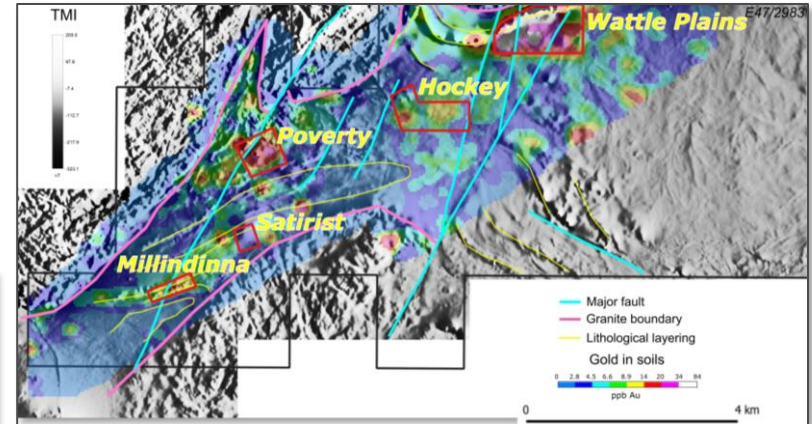 TMI
E47/2983
Wattle Plains
Hockey
Poverty
Satirist
Millindinna
Major fault
Granite boundary
Lithological layering
Gold in soils
0 2.8 4.5 6.6 8.9 14 20 34 84
ppb Au
0 4 km